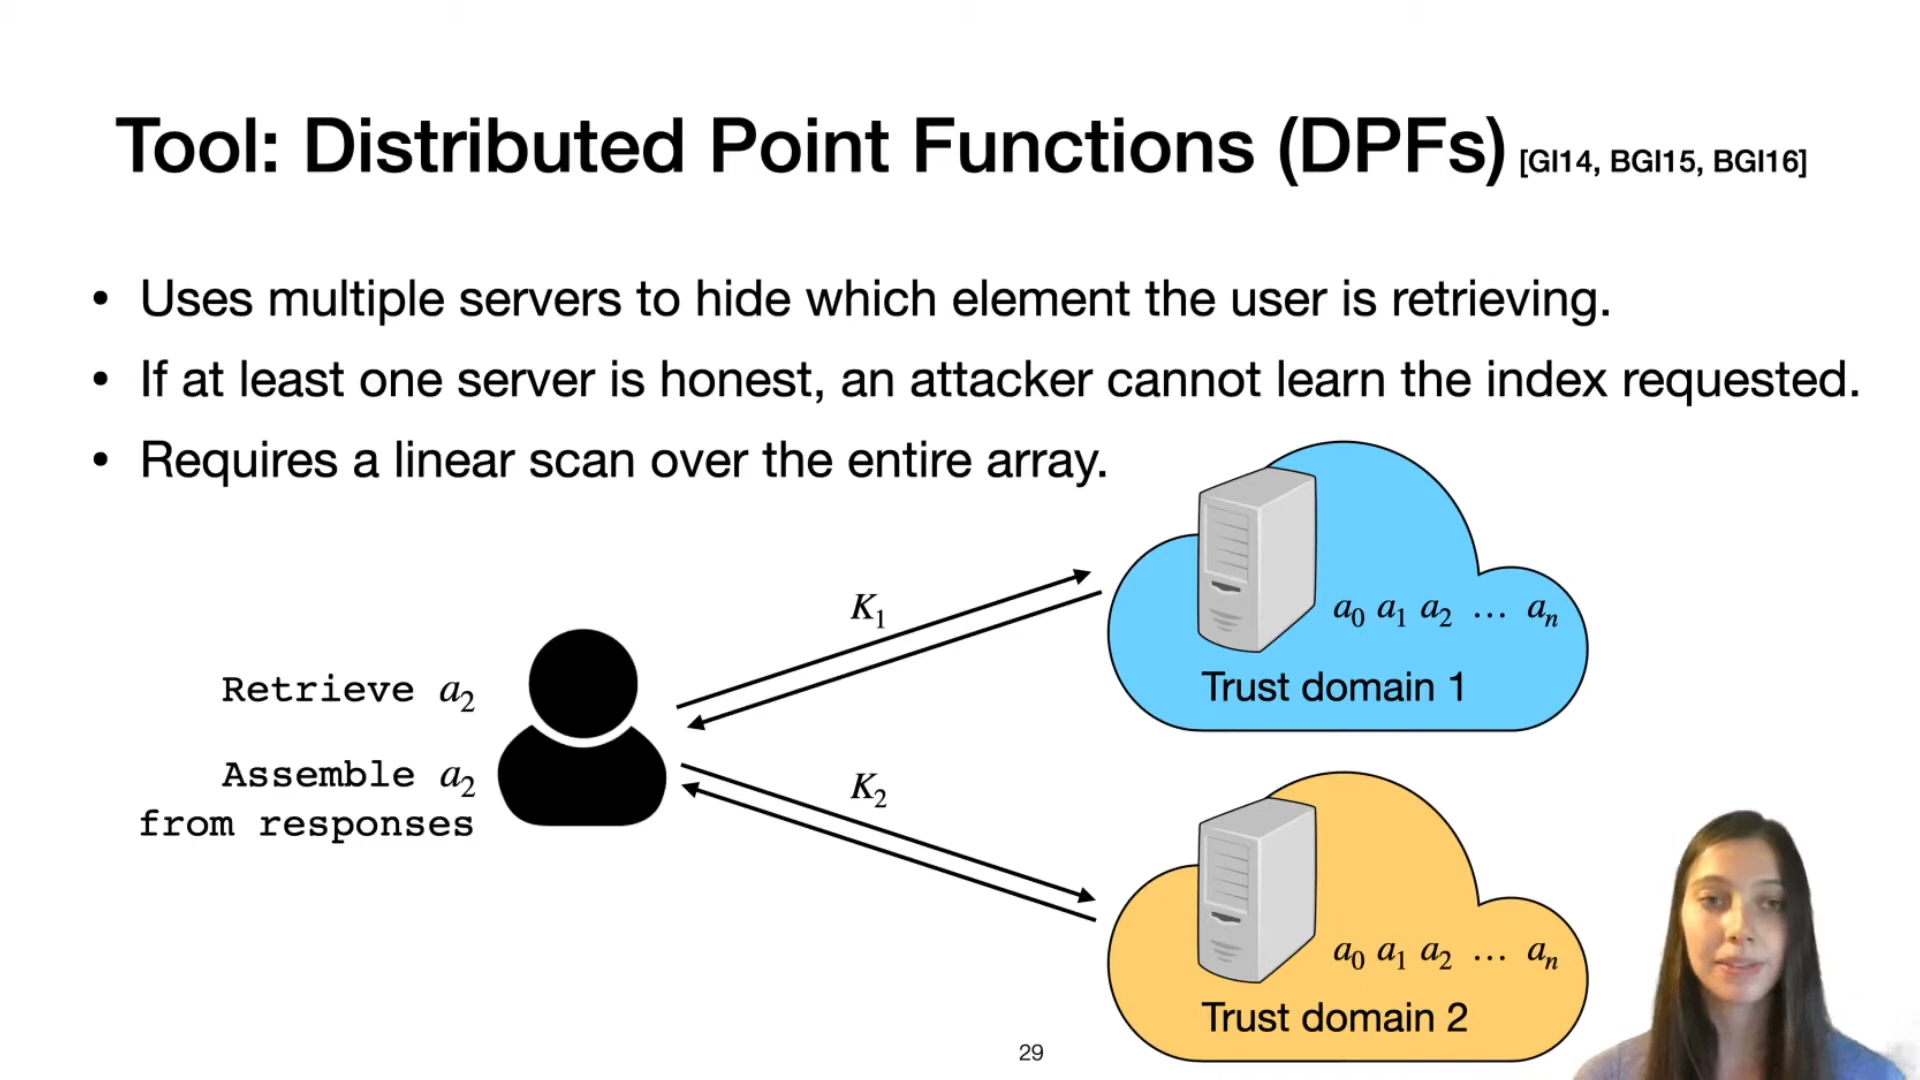 Tool: Distributed Point Functions (DPFs) [GI14, BGI15, BGI16]
• Uses multiple servers to hide which element the user is retrieving.
• If at least one server is honest, an attacker cannot learn the index requested.
• Requires a linear scan over the entire array.
K₁
a₀ a₁ a₂ … aₙ
Trust domain 1
Retrieve a₂
Assemble a₂
from responses
K₂
a₀ a₁ a₂ … aₙ
Trust domain 2
29